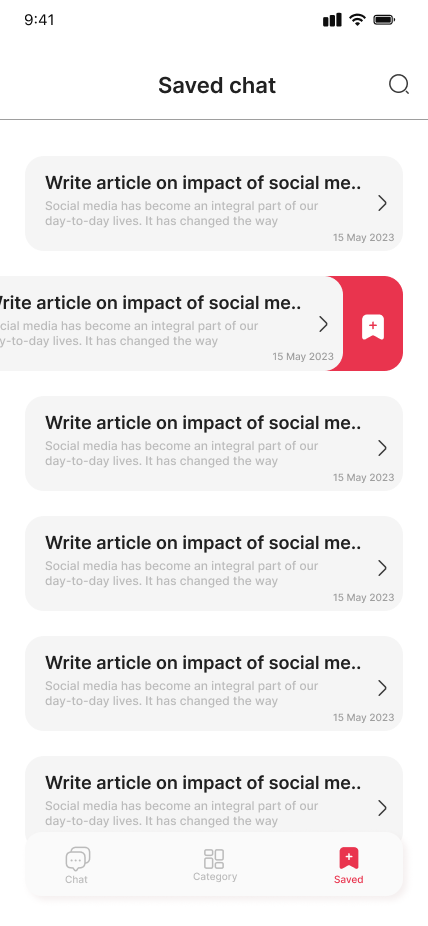 9:41
Saved chat
Write article on impact of social me..
Social media has become an integral part of our
day-to-day lives. It has changed the way
15 May 2023
rite article on impact of social me..
cial media has become an integral part of our
y-to-day lives. It has changed the way
15 May 2023
Write article on impact of social me..
Social media has become an integral part of our
day-to-day lives. It has changed the way
15 May 2023
Write article on impact of social me..
Social media has become an integral part of our
day-to-day lives. It has changed the way
15 May 2023
Write article on impact of social me..
Social media has become an integral part of our
day-to-day lives. It has changed the way
15 May 2023
Write article on impact of social me..
Social media has become an integral part of our
day-to-day lives. It has changed the way
Chat
Category
Saved